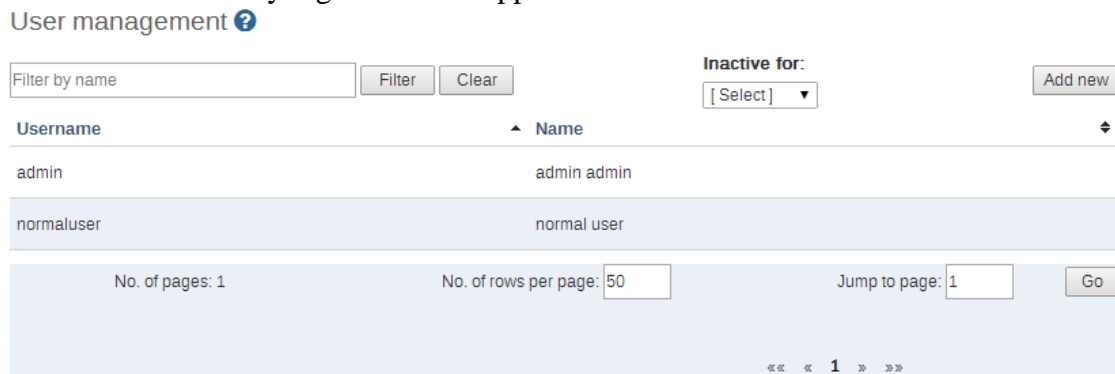 User management ?
Inactive for:
Filter by name Filter Clear [ Select ] Add new
Username Name
admin admin admin
normaluser normal user
No. of pages: 1 No. of rows per page: 50 Jump to page: 1 Go
«« « 1 » »»